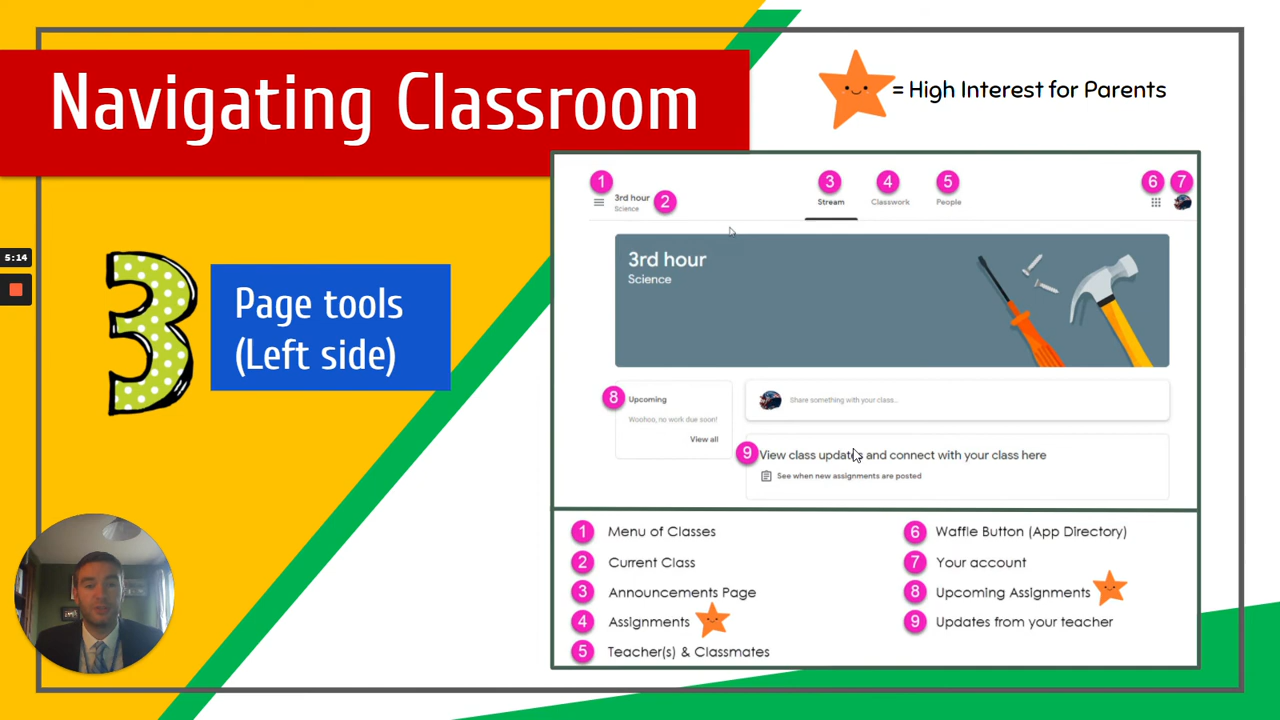 Navigating Classroom
= High Interest for Parents
5:14
3
Page tools
(Left side)
1
3rd hour
Science
2
3
Stream
4
Classwork
5
People
6
7
3rd hour
Science
8
Upcoming
Woohoo, no work due soon!
View all
Share something with your class...
9
View class updates and connect with your class here
See when new assignments are posted
1 Menu of Classes
2 Current Class
3 Announcements Page
4 Assignments
5 Teacher(s) & Classmates
6 Waffle Button (App Directory)
7 Your account
8 Upcoming Assignments
9 Updates from your teacher